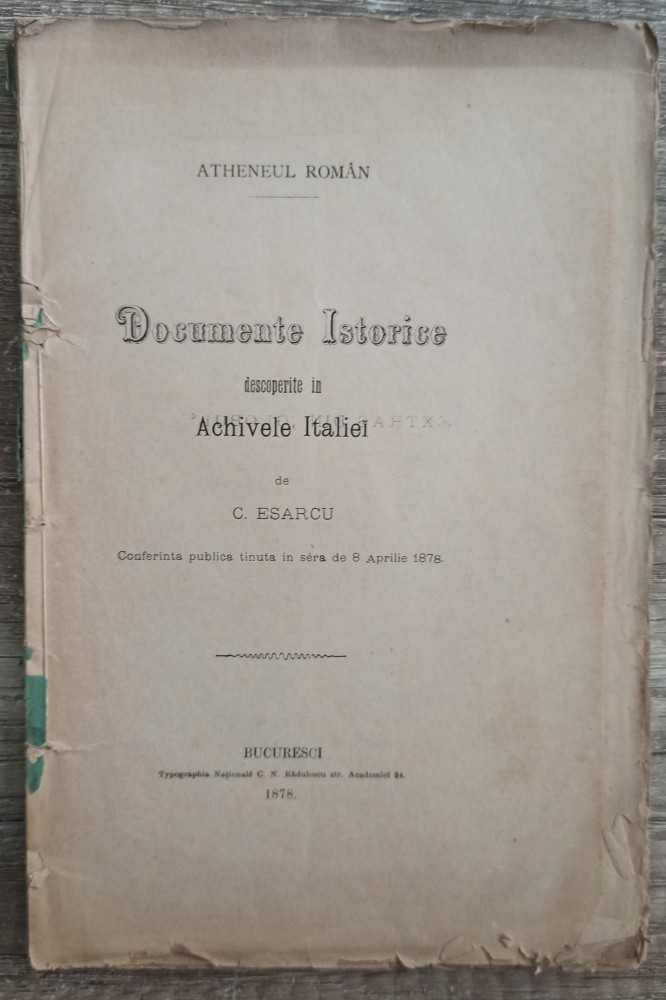 ATHENEUL ROMÂN
Documente Istorice
descoperite in
Achivele Italiei
de
C. ESARCU
Conferinta publica tinuta in séra de 8 Aprilie 1878.
BUCURESCI
Typographia Naţională C. N. Rădulescu str. Academiei 24.
1878.